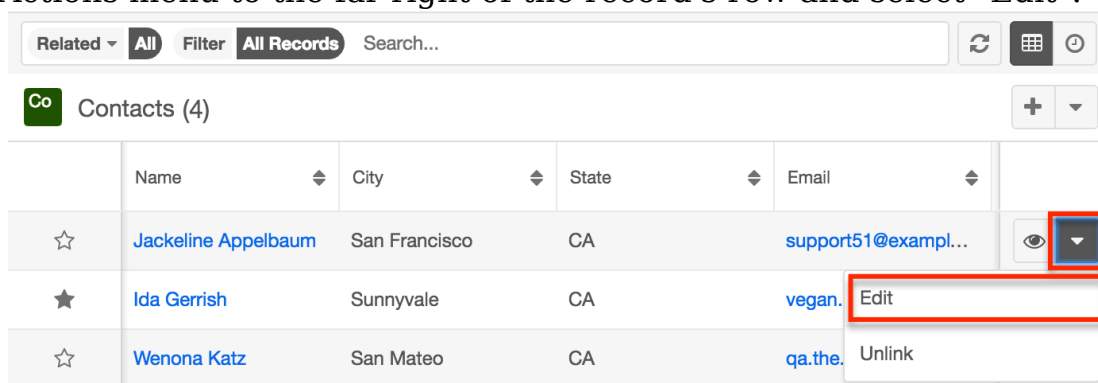 Actions menu to the far right of the record's row and select "Edit".
Related All Filter All Records Search...
Co Contacts (4)
Name City State Email
Jackeline Appelbaum San Francisco CA support51@exampl...
Ida Gerrish Sunnyvale CA vegan. Edit
Wenona Katz San Mateo CA qa.the. Unlink